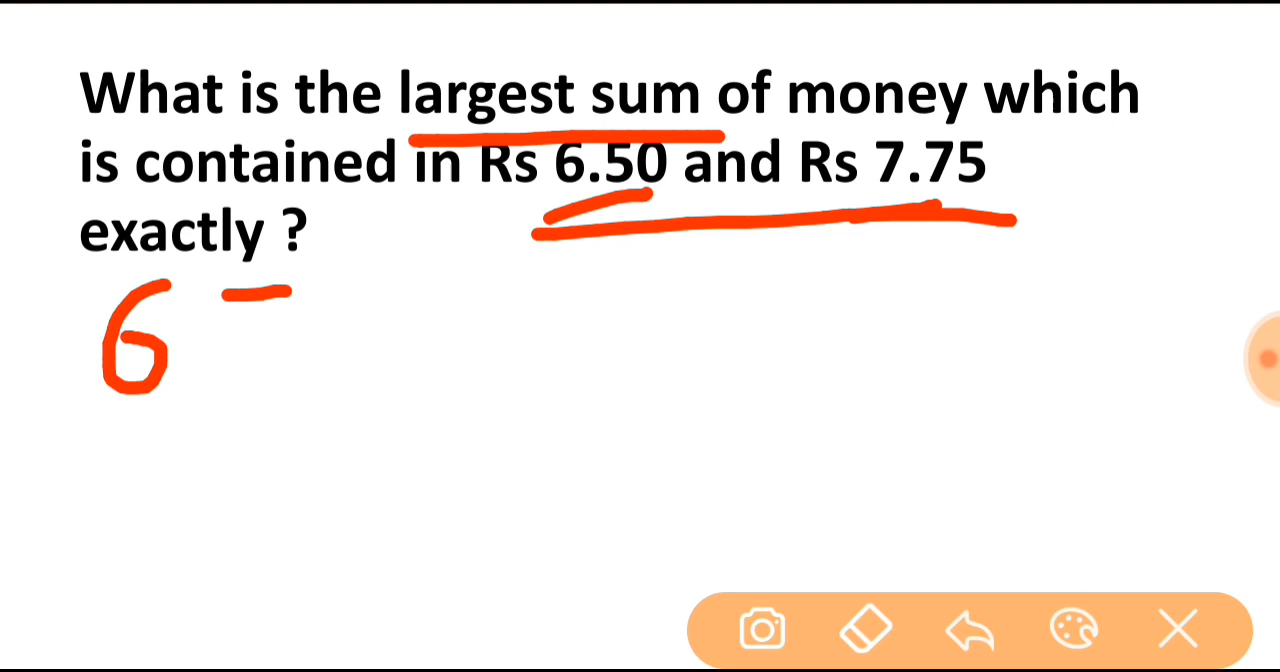 What is the largest sum of money which
is contained in Rs 6.50 and Rs 7.75
exactly ?
6